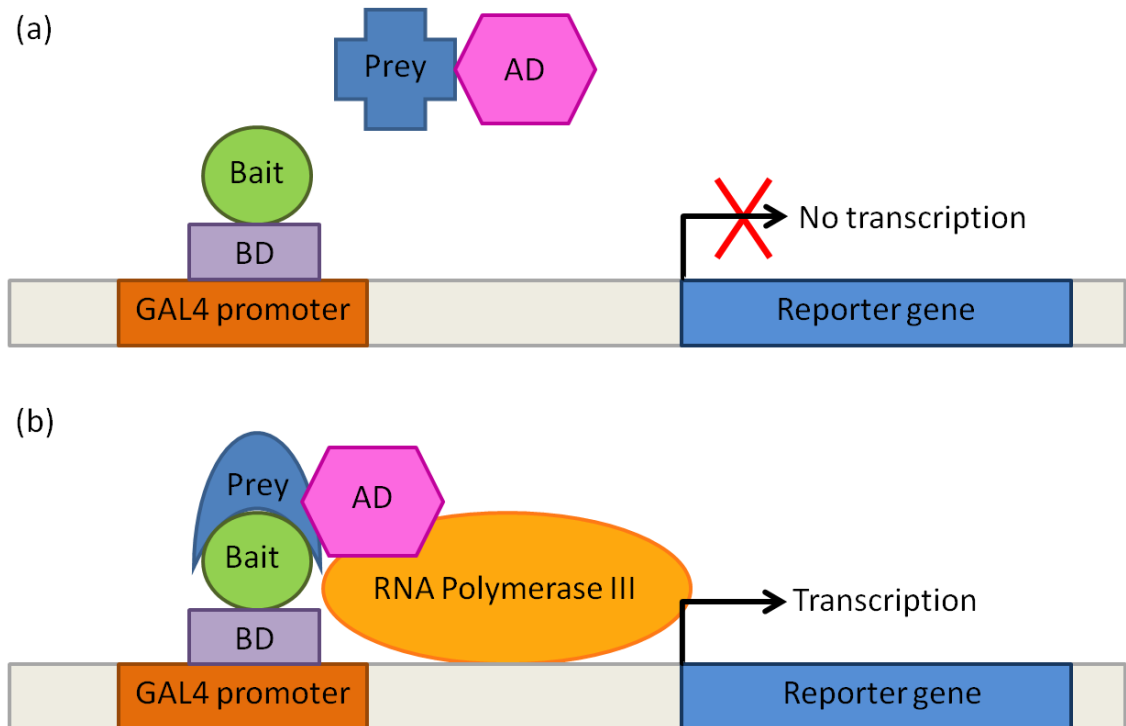 (a)
Prey
AD
Bait
BD
No transcription
GAL4 promoter
Reporter gene
(b)
Prey
AD
Bait
RNA Polymerase III
Transcription
BD
GAL4 promoter
Reporter gene